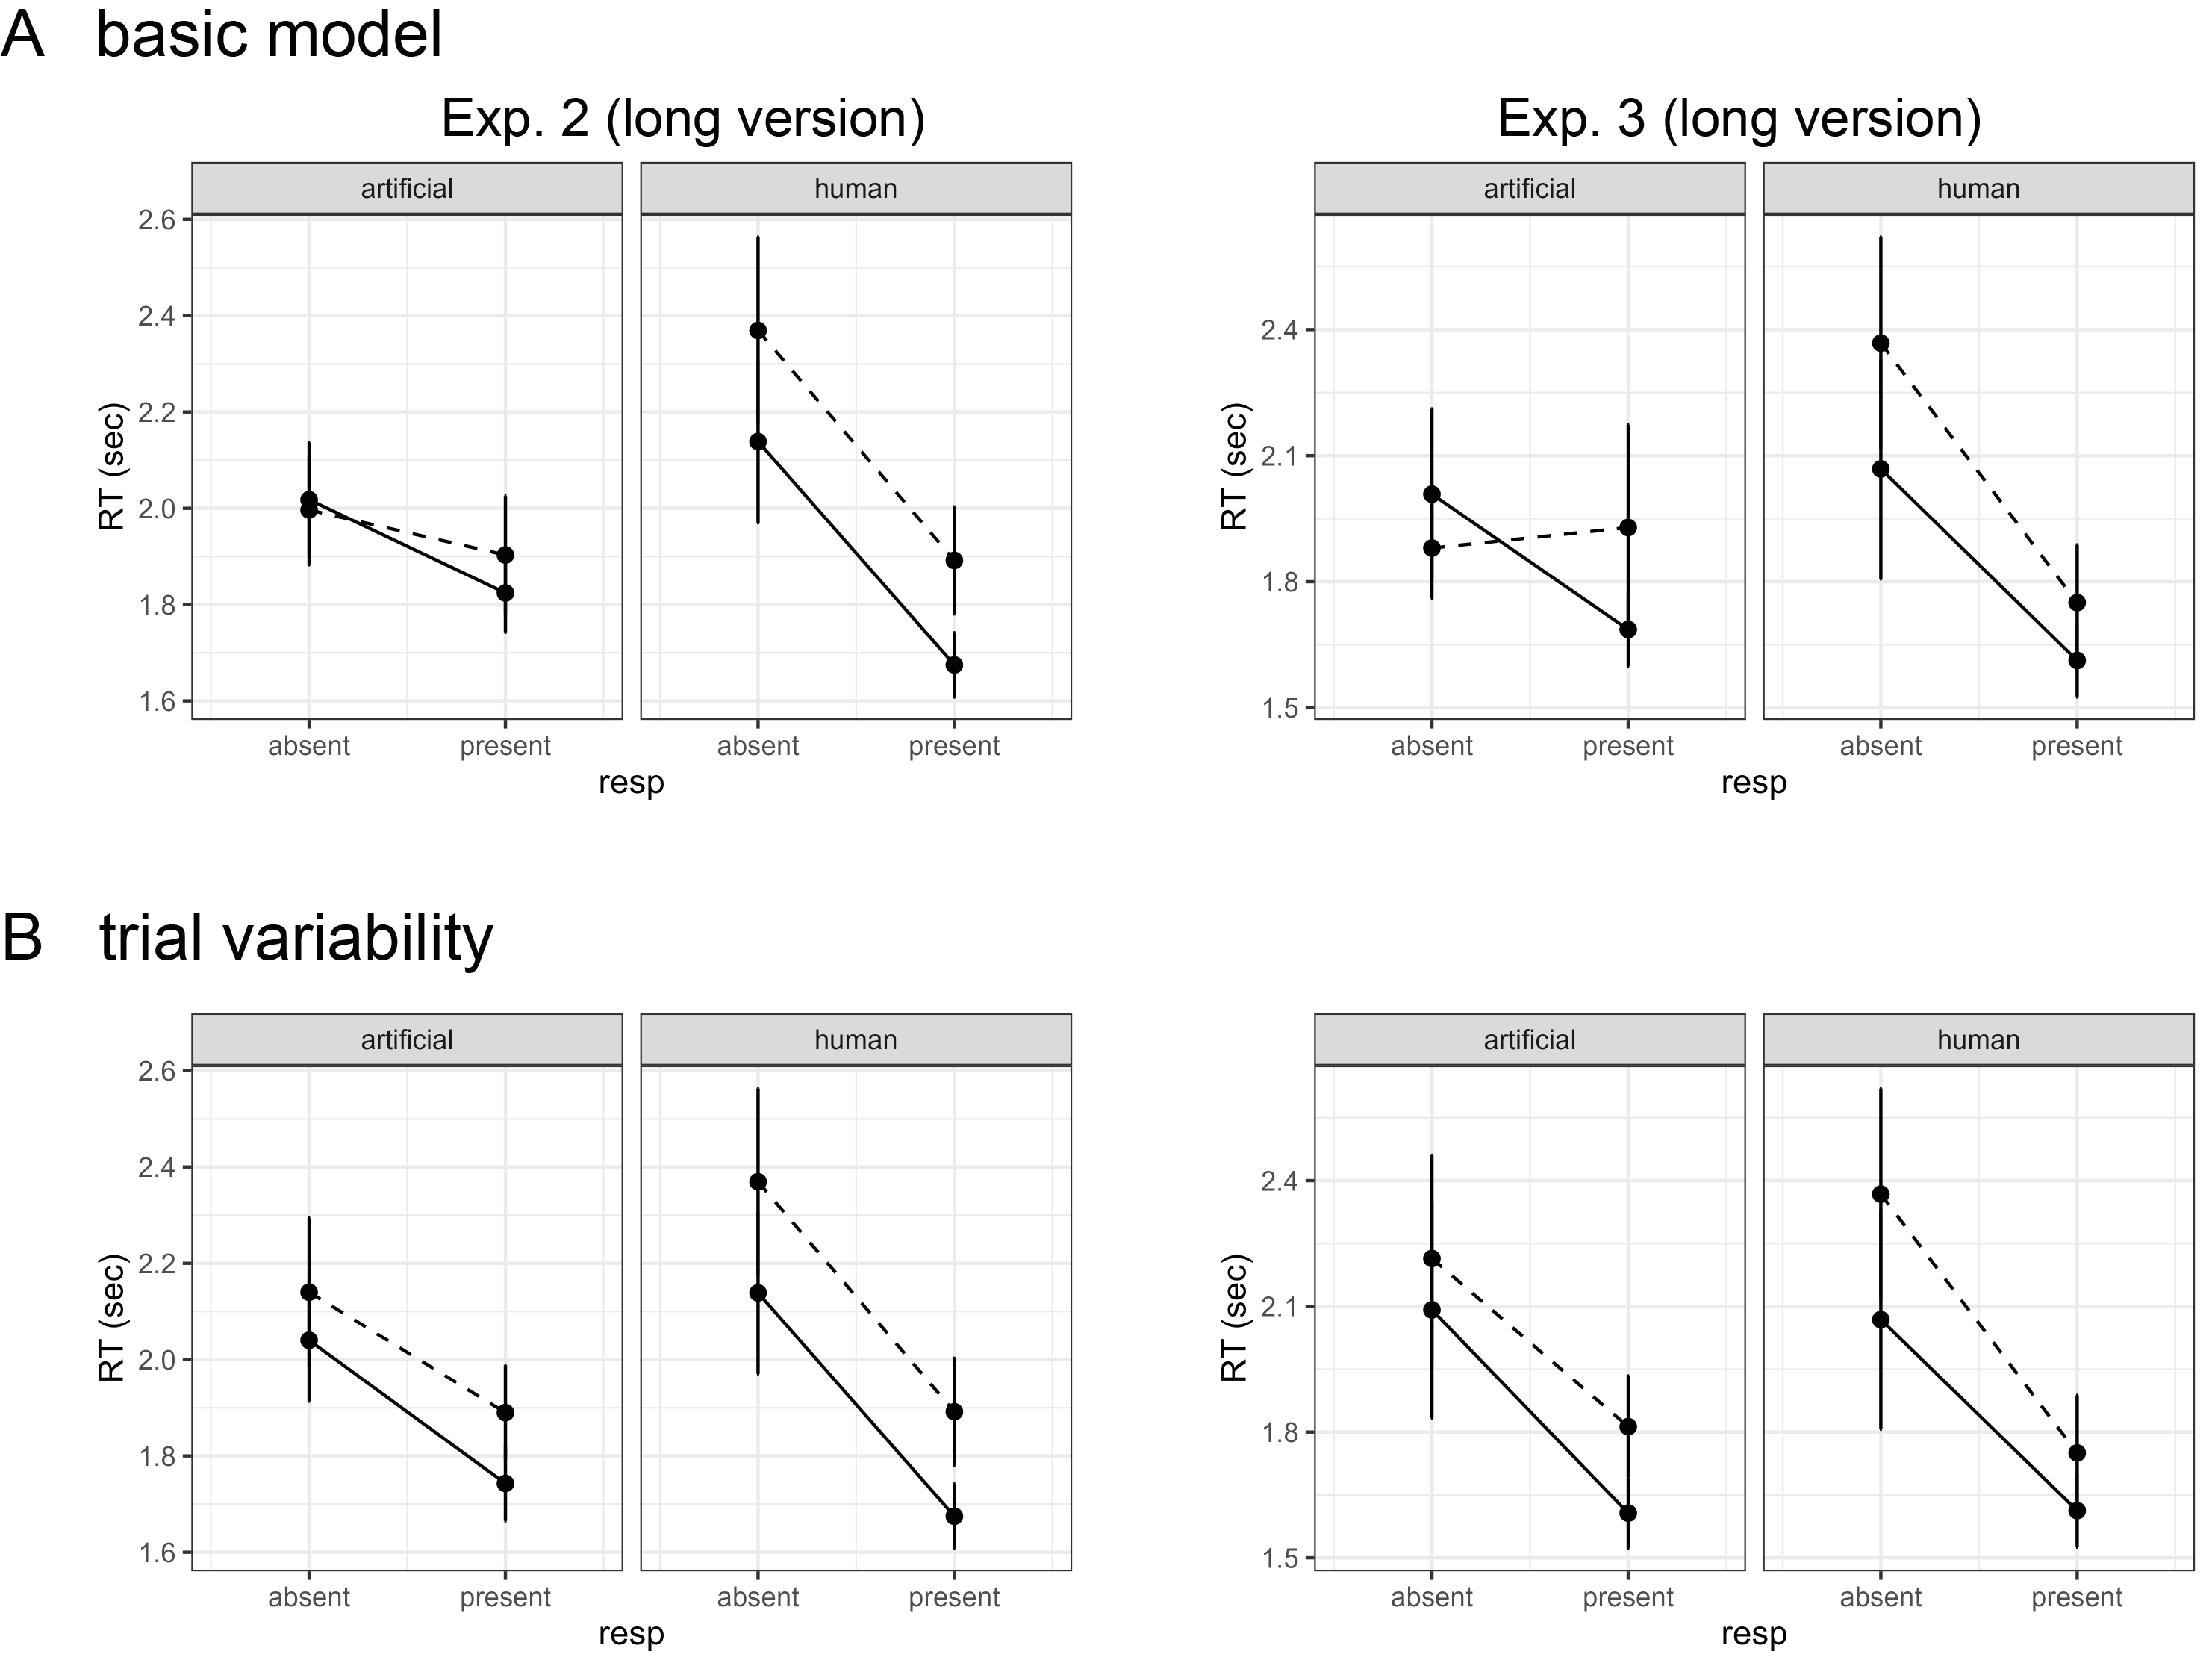 A basic model
Exp. 2 (long version)
Exp. 3 (long version)
artificial
human
artificial
human
RT (sec)
2.6
2.4
2.2
2.0
1.8
1.6
absent
present
absent
present
resp
RT (sec)
2.4
2.1
1.8
1.5
absent
present
absent
present
resp
B trial variability
artificial
human
artificial
human
RT (sec)
2.6
2.4
2.2
2.0
1.8
1.6
absent
present
absent
present
resp
RT (sec)
2.4
2.1
1.8
1.5
absent
present
absent
present
resp